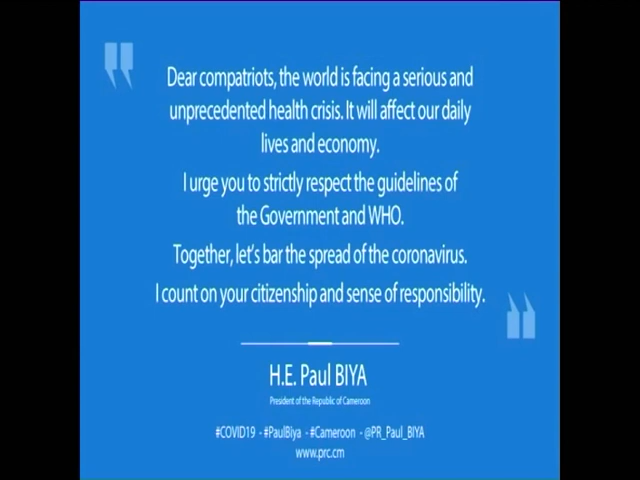 Dear compatriots, the world is facing a serious and
unprecedented health crisis. It will affect our daily
lives and economy.
I urge you to strictly respect the guidelines of
the Government and WHO.
Together, let's bar the spread of the coronavirus.
I count on your citizenship and sense of responsibility.
H.E. Paul BIYA
President of the Republic of Cameroon
#COVID19 - #PaulBiya - #Cameroon - @PR_Paul_BIYA
www.prc.cm